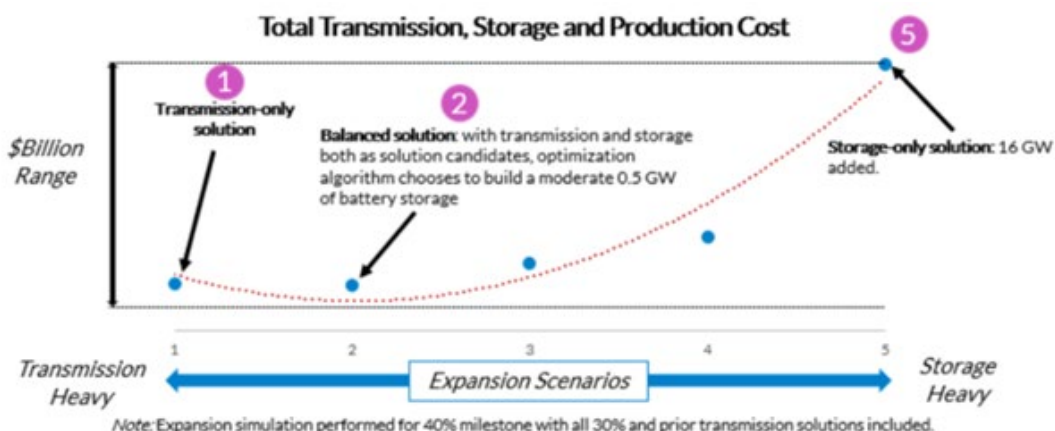 Total Transmission, Storage and Production Cost
5
1
Transmission-only
solution
2
Balanced solution: with transmission and storage
both as solution candidates, optimization
algorithm chooses to build a moderate 0.5 GW
of battery storage
$Billion
Range
Storage-only solution: 16 GW
added.
1 2 3 4 5
Transmission
Heavy
Expansion Scenarios
Storage
Heavy
Note: Expansion simulation performed for 40% milestone with all 30% and prior transmission solutions included.